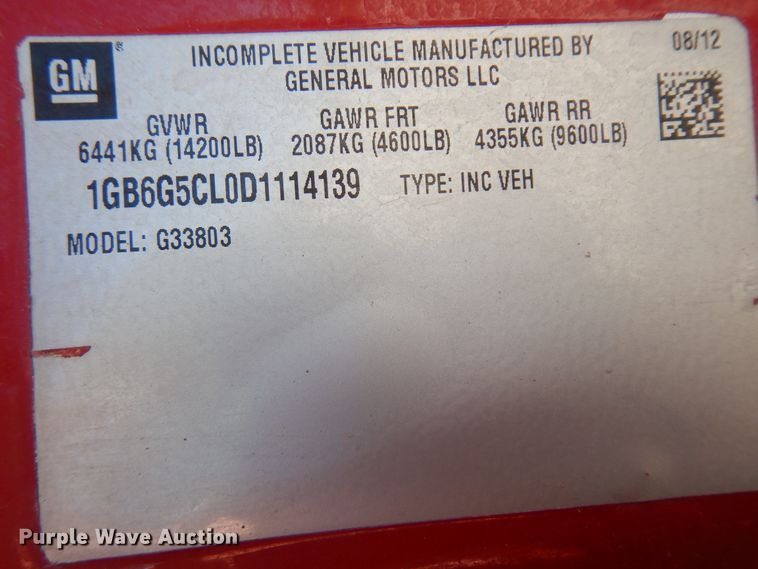 GM®
INCOMPLETE VEHICLE MANUFACTURED BY
GENERAL MOTORS LLC
08/12
GVWR GAWR FRT GAWR RR
6441KG (14200LB) 2087KG (4600LB) 4355KG (9600LB)
1GB6G5CL0D1114139 TYPE: INC VEH
MODEL: G33803
Purple Wave Auction